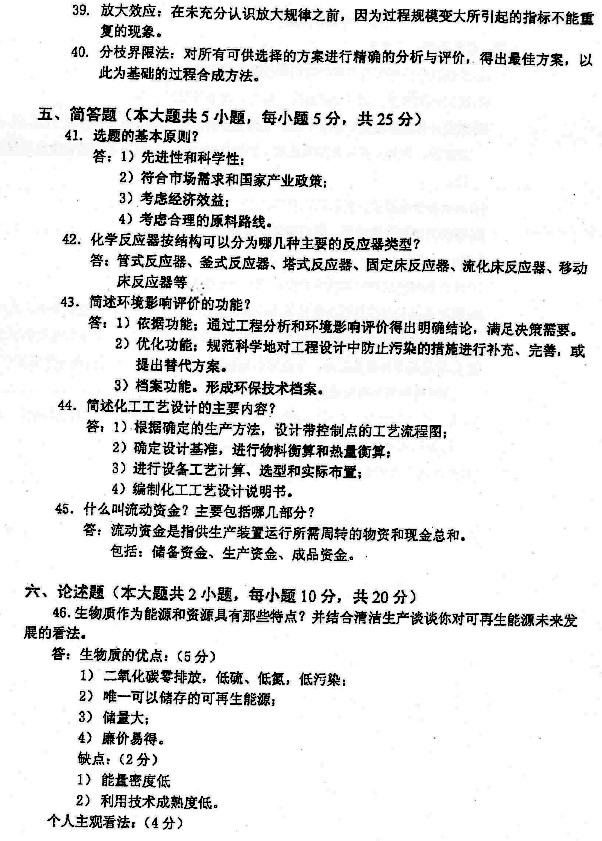 39. 放大效应：在未充分认识放大规律之前，因为过程规模变大所引起的指标不能重
复的现象。
40. 分枝界限法：对所有可供选择的方案进行精确的分析与评价，得出最佳方案，以
此为基础的过程合成方法。
五、简答题（本大题共5小题，每小题5分，共25分）
41. 选题的基本原则？
答：1）先进性和科学性；
2）符合市场需求和国家产业政策；
3）考虑经济效益；
4）考虑合理的原料路线。
42. 化学反应器按结构可以分为哪几种主要的反应器类型？
答：管式反应器、釜式反应器、塔式反应器、固定床反应器、流化床反应器、移动
床反应器等．
43. 简述环境影响评价的功能？
答：1）依据功能；通过工程分析和环境影响评价得出明确结论，满足决策需要。
2）优化功能；规范科学地对工程设计中防止污染的措施进行补充、完善，或
提出替代方案。
3）档案功能。形成环保技术档案。
44. 简述化工工艺设计的主要内容？
答：1）根据确定的生产方法，设计带控制点的工艺流程图；
2）确定设计基准，进行物料衡算和热量衡算；
3）进行设备工艺计算、选型和实际布置；
4）编制化工工艺设计说明书。
45. 什么叫流动资金？主要包括哪几部分？
答：流动资金是指供生产装置运行所需周转的物资和现金总和。
包括：储备资金、生产资金、成品资金。
六、论述题（本大题共2小题，每小题10分，共20分）
46.生物质作为能源和资源具有那些特点？并结合清洁生产谈谈你对可再生能源未来发
展的看法。
答：生物质的优点：（5分）
1） 二氧化碳零排放，低硫、低氮，低污染；
2） 唯一可以储存的可再生能源；
3） 储量大；
4） 廉价易得。
缺点：（2分）
1） 能量密度低
2） 利用技术成熟度低。
个人主观看法：（4分）